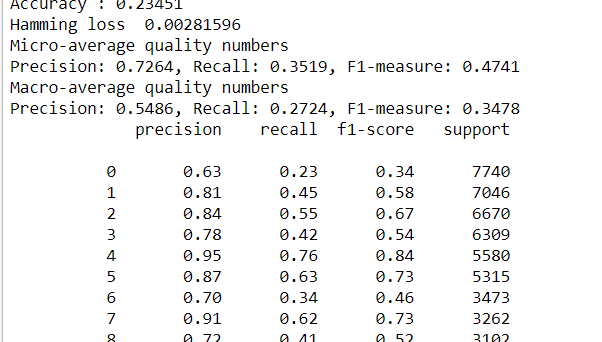 Accuracy : 0.23451
Hamming loss  0.00281596
Micro-average quality numbers
Precision: 0.7264, Recall: 0.3519, F1-measure: 0.4741
Macro-average quality numbers
Precision: 0.5486, Recall: 0.2724, F1-measure: 0.3478
precision recall f1-score support
0 0.63 0.23 0.34 7740
1 0.81 0.45 0.58 7046
2 0.84 0.55 0.67 6670
3 0.78 0.42 0.54 6309
4 0.95 0.76 0.84 5580
5 0.87 0.63 0.73 5315
6 0.70 0.34 0.46 3473
7 0.91 0.62 0.73 3262
8 0.72 0.41 0.52 3102